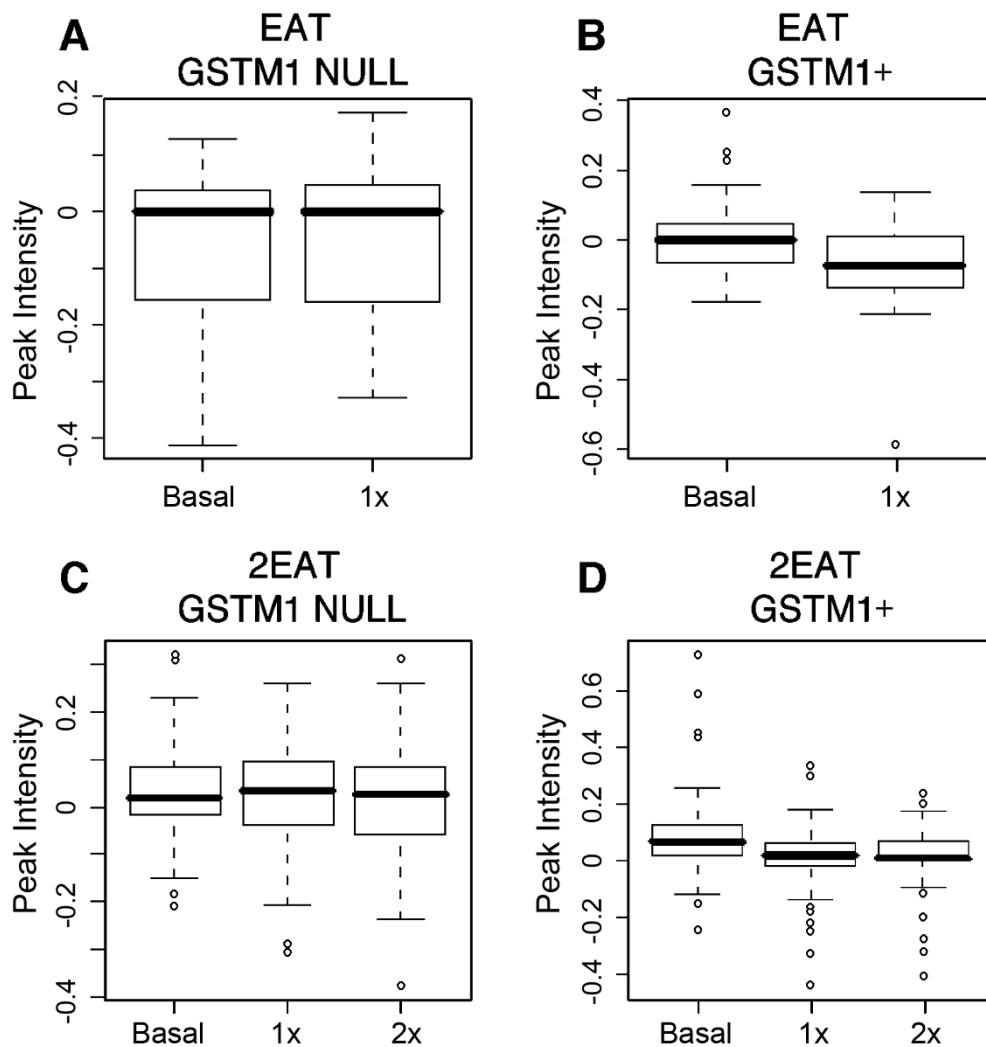 A
EAT
GSTM1 NULL
Peak Intensity
0.2
0
-0.2
-0.4
Basal 1x
B
EAT
GSTM1+
Peak Intensity
0.4
0.2
0
-0.2
-0.4
-0.6
Basal 1x
C
2EAT
GSTM1 NULL
Peak Intensity
0.2
0
-0.2
-0.4
Basal 1x 2x
D
2EAT
GSTM1+
Peak Intensity
0.6
0.4
0.2
0
-0.2
-0.4
Basal 1x 2x